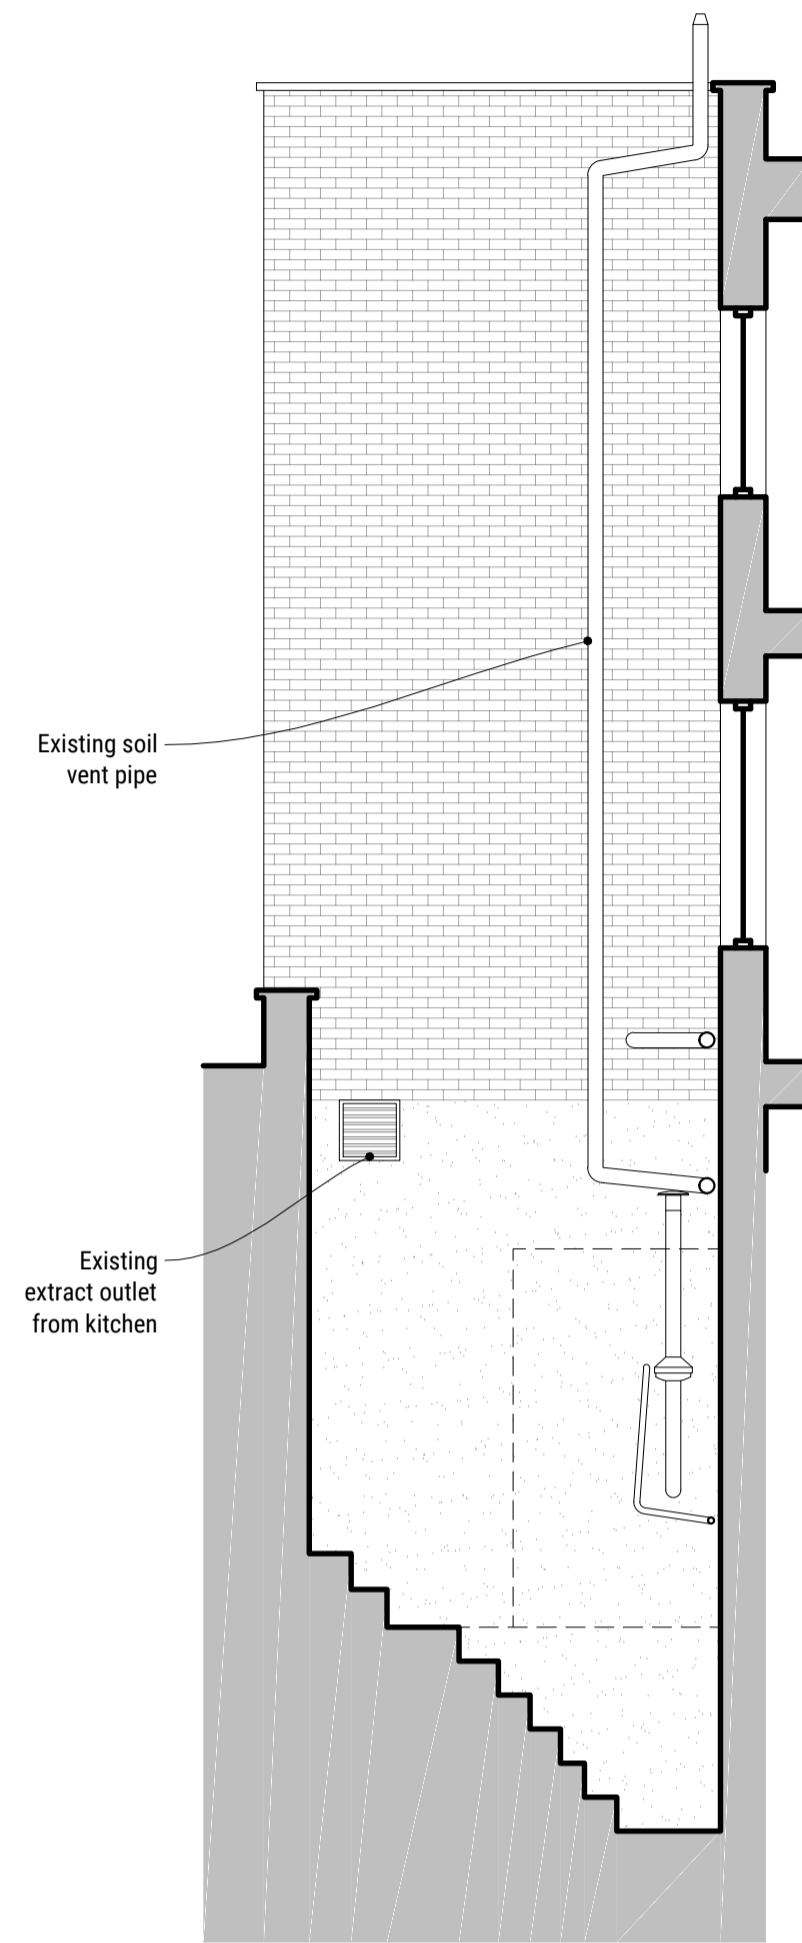 Existing soil
vent pipe
Existing
extract outlet
from kitchen